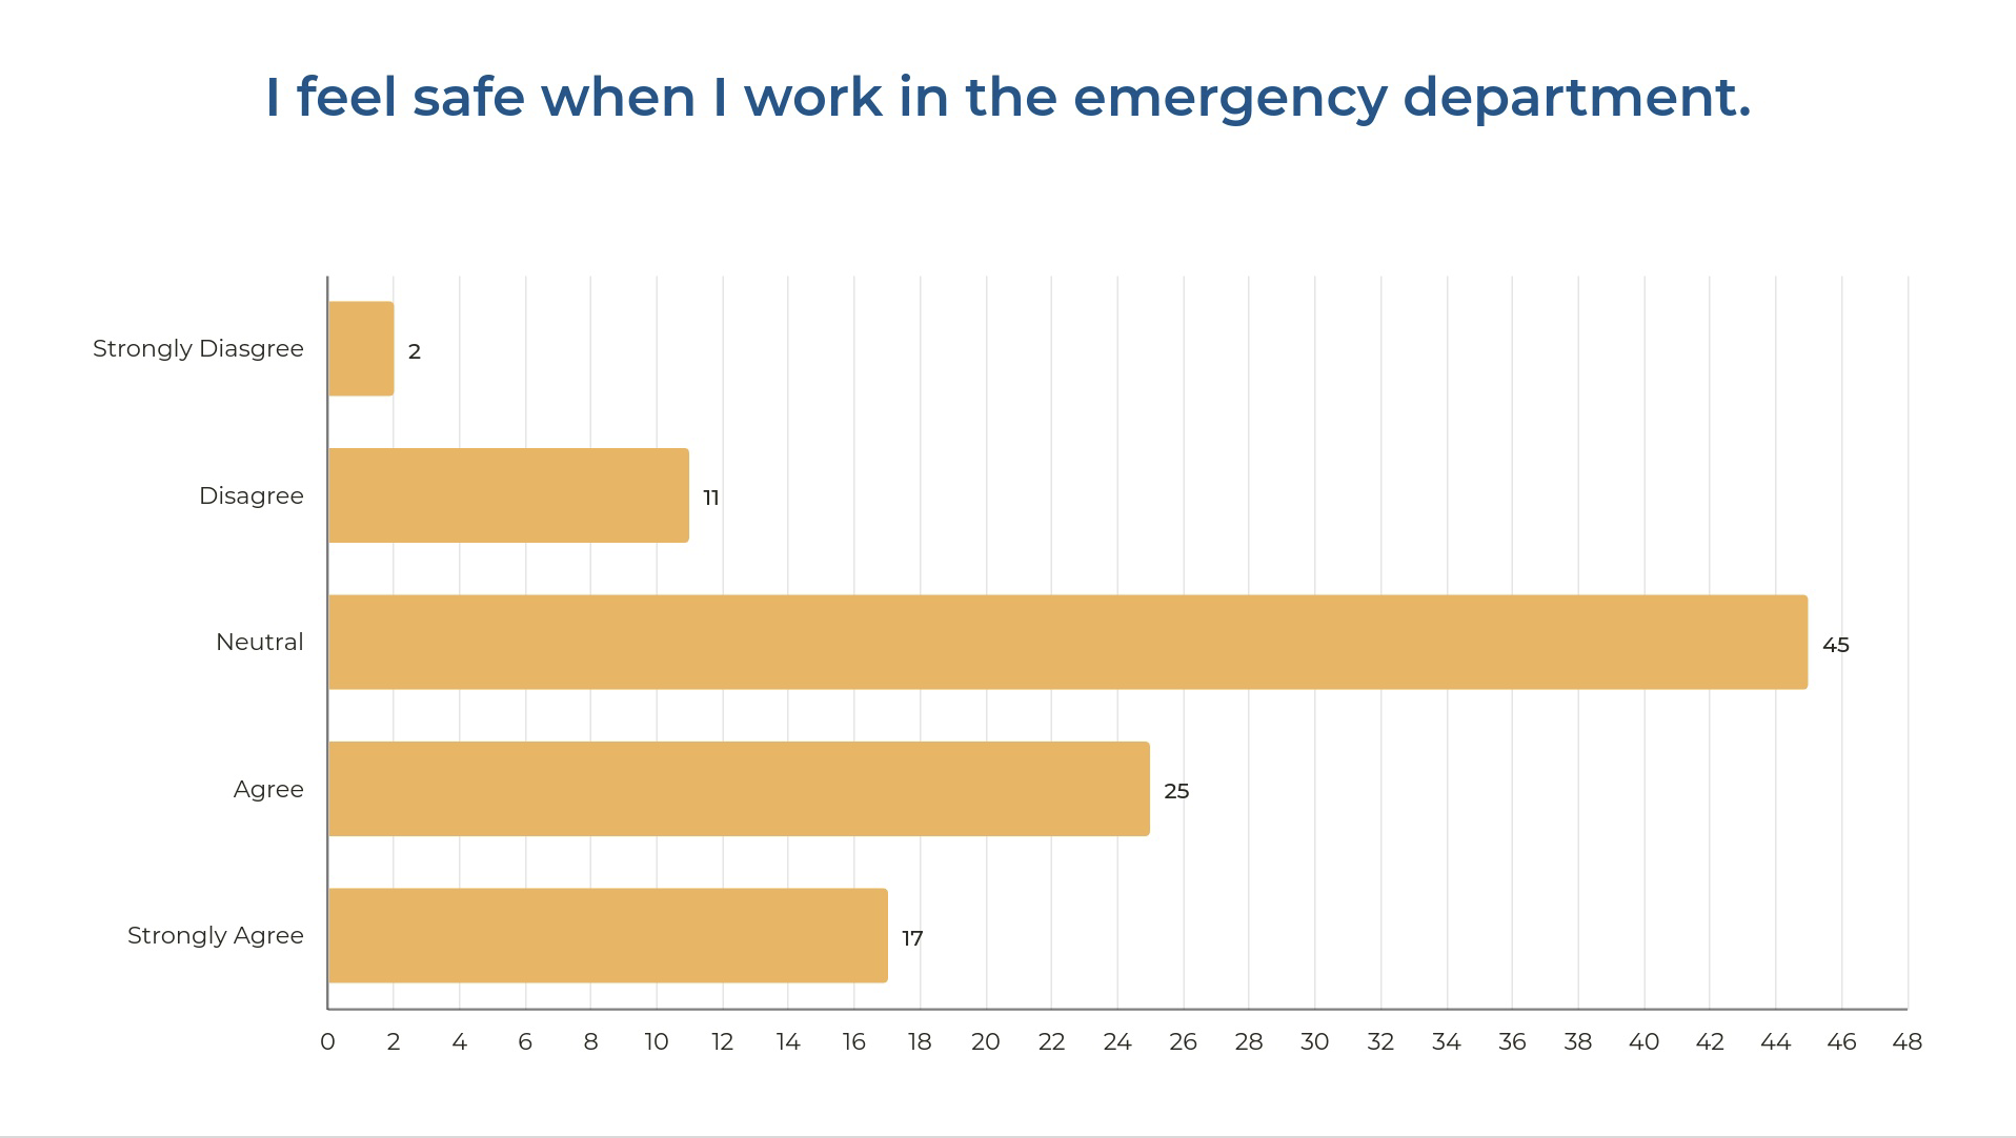 I feel safe when I work in the emergency department.
Strongly Diasgree
2
Disagree
11
Neutral
45
Agree
25
Strongly Agree
17
0 2 4 6 8 10 12 14 16 18 20 22 24 26 28 30 32 34 36 38 40 42 44 46 48